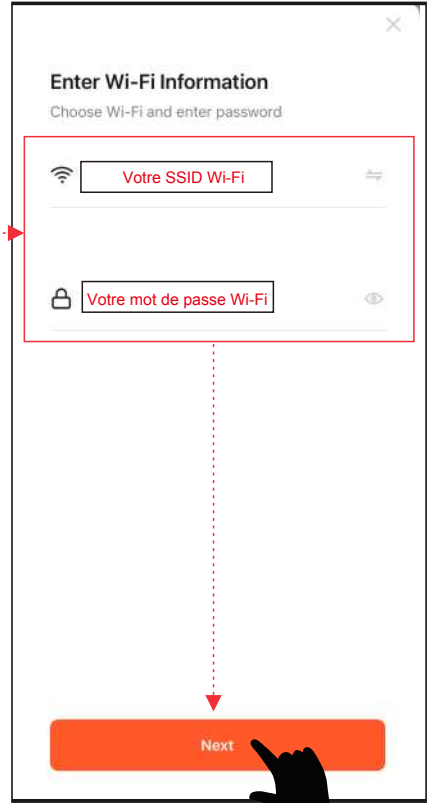 Enter Wi-Fi Information
Choose Wi-Fi and enter password
Votre SSID Wi-Fi
Votre mot de passe Wi-Fi
Next